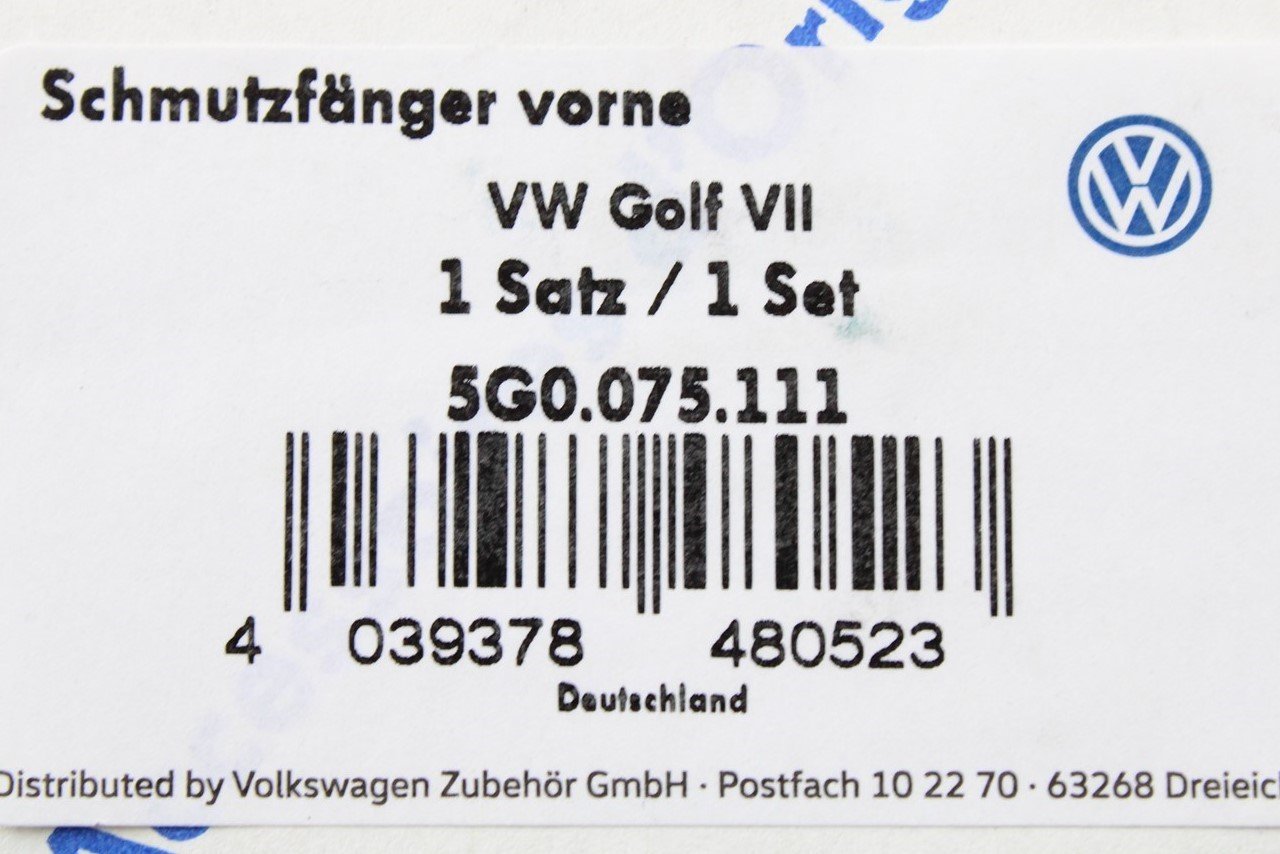 Schmutzfänger vorne
VW Golf VII
1 Satz / 1 Set
5G0.075.111
4 039378 480523
Deutschland
Distributed by Volkswagen Zubehör GmbH · Postfach 10 22 70 · 63268 Dreieich